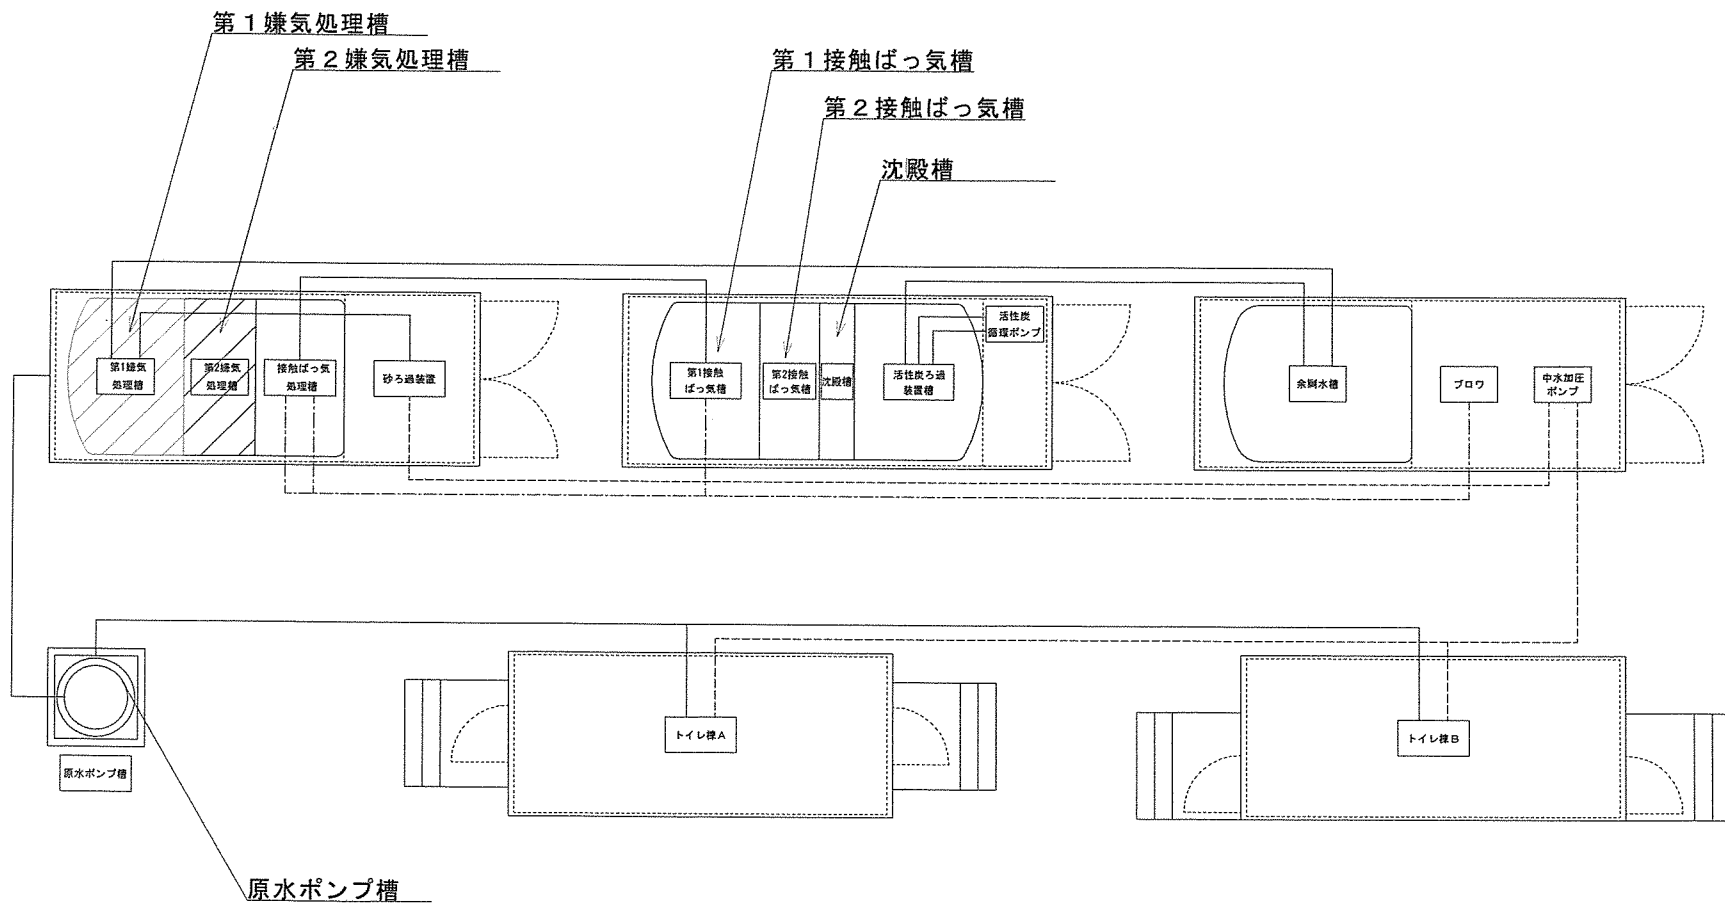 第1嫌気処理槽
第2嫌気処理槽
第1接触ばっ気槽
第2接触ばっ気槽
沈殿槽
第1嫌気
処理槽
第2嫌気
処理槽
接触ばっ気
処理槽
砂ろ過装置
第1接触
ばっ気槽
第2接触
ばっ気槽
沈殿槽
活性炭ろ過
装置槽
活性炭
循環ポンプ
余剰水槽
ブロワ
中水加圧
ポンプ
原水ポンプ槽
トイレ棟A
トイレ棟B
原水ポンプ槽